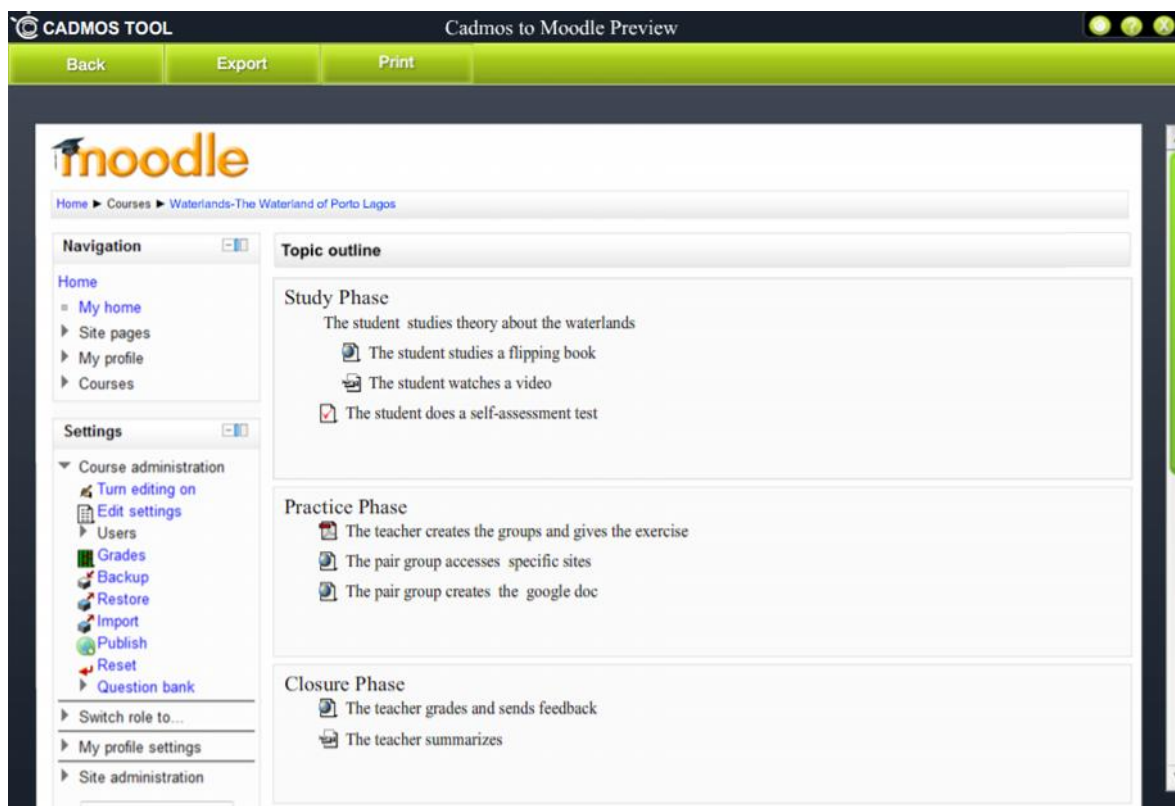 CADMOS TOOL
Cadmos to Moodle Preview
Back
Export
Print
moodle
Home ► Courses ► Waterlands-The Waterland of Porto Lagos
Navigation
Home
My home
Site pages
My profile
Courses
Settings
Course administration
Turn editing on
Edit settings
Users
Grades
Backup
Restore
Import
Publish
Reset
Question bank
Switch role to...
My profile settings
Site administration
Topic outline
Study Phase
The student studies theory about the waterlands
The student studies a flipping book
The student watches a video
The student does a self-assessment test
Practice Phase
The teacher creates the groups and gives the exercise
The pair group accesses specific sites
The pair group creates the google doc
Closure Phase
The teacher grades and sends feedback
The teacher summarizes